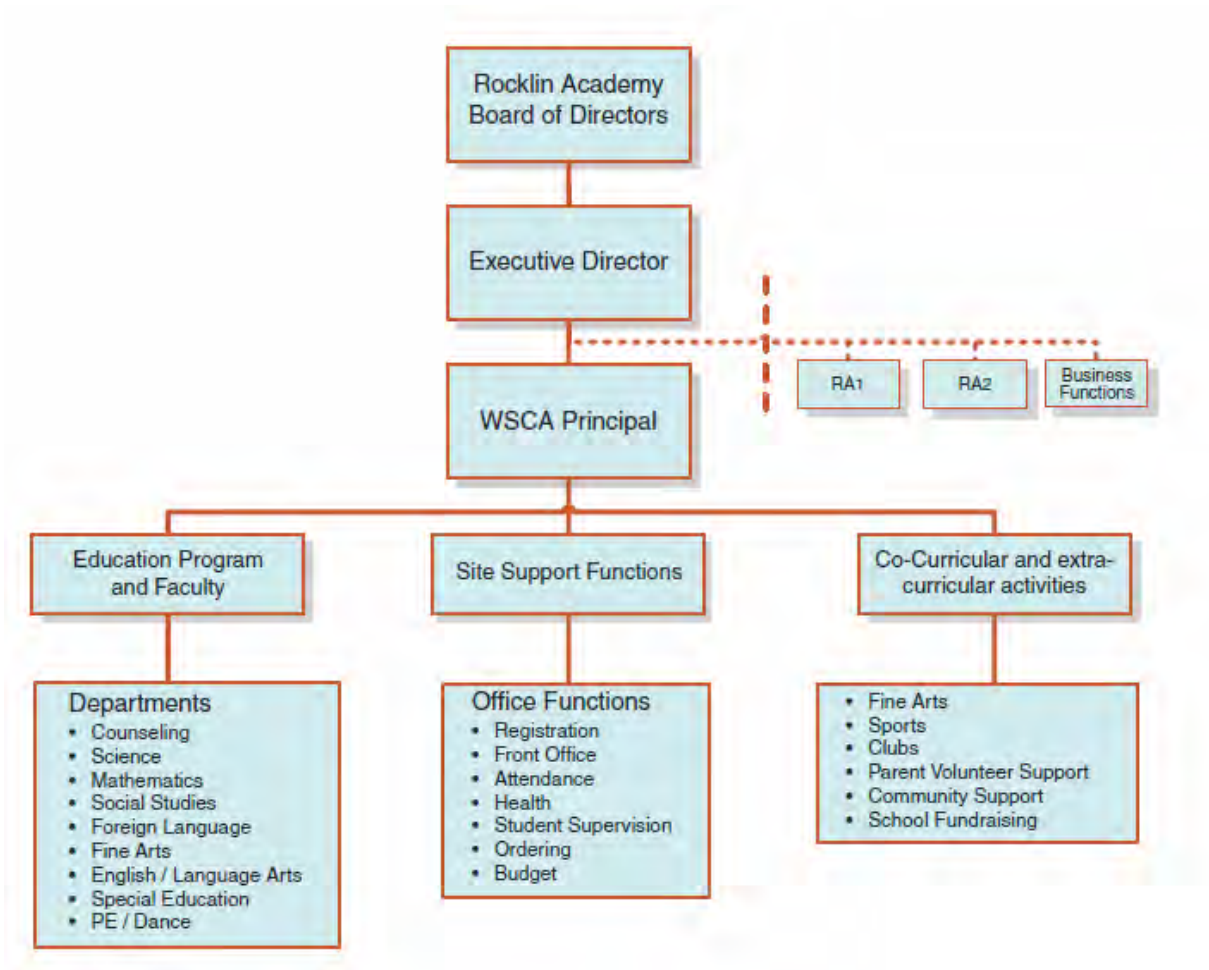 Rocklin Academy
Board of Directors
Executive Director
RA1
RA2
Business
Functions
WSCA Principal
Education Program
and Faculty
Site Support Functions
Co-Curricular and extra-
curricular activities
Departments
• Counseling
• Science
• Mathematics
• Social Studies
• Foreign Language
• Fine Arts
• English / Language Arts
• Special Education
• PE / Dance
Office Functions
• Registration
• Front Office
• Attendance
• Health
• Student Supervision
• Ordering
• Budget
• Fine Arts
• Sports
• Clubs
• Parent Volunteer Support
• Community Support
• School Fundraising